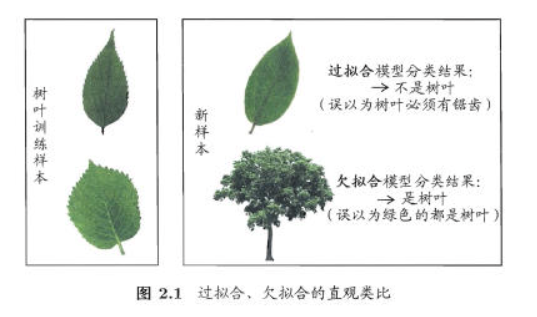 树叶训练样本
新样本
过拟合模型分类结果:
→ 不是树叶
(误以为树叶必须有锯齿)
欠拟合模型分类结果:
→ 是树叶
(误以为绿色的都是树叶)
图 2.1 过拟合、欠拟合的直观类比